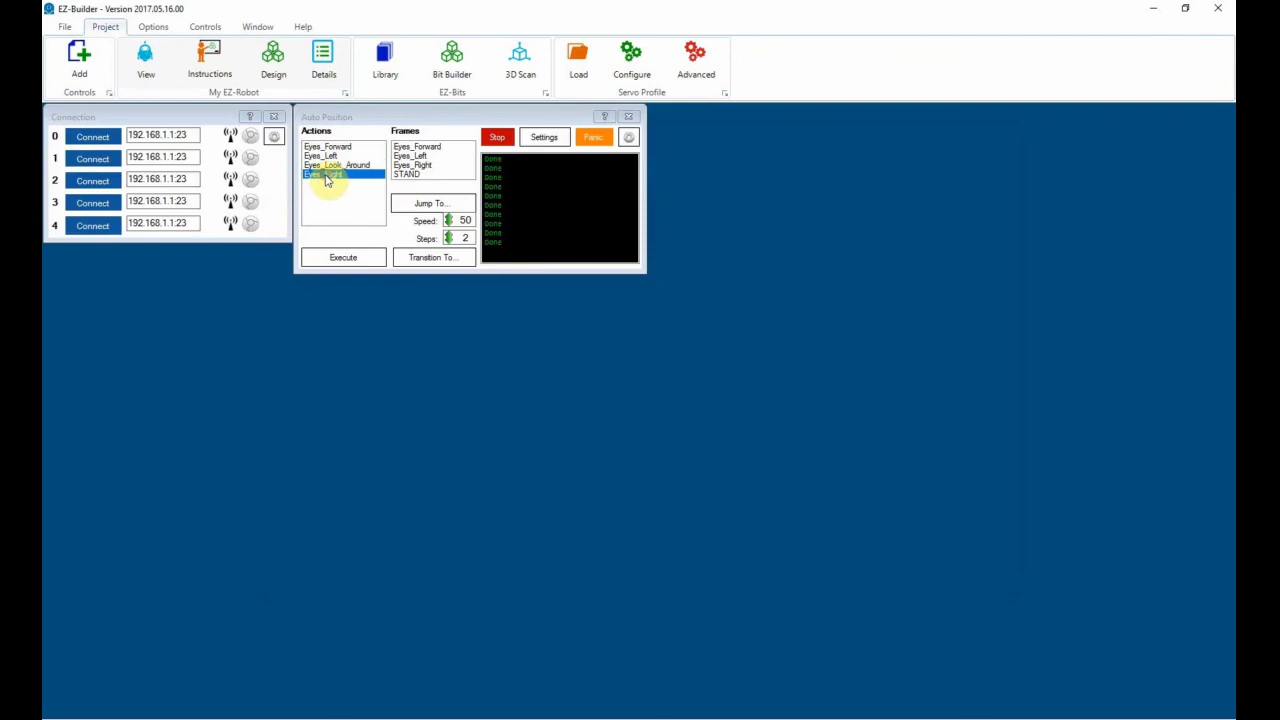 EZ-Builder - Version 2017.05.16.00
File Project Options Controls Window Help
Add View Instructions Design Details Library Bit Builder 3D Scan Load Configure Advanced
Controls My EZ-Robot EZ-Bits Servo Profile
Connection ?
0 Connect 192.168.1.1:23
1 Connect 192.168.1.1:23
2 Connect 192.168.1.1:23
3 Connect 192.168.1.1:23
4 Connect 192.168.1.1:23
Auto Position ?
Actions
Eyes_Forward
Eyes_Left
Eyes_Look_Around
Eyes_Right
Execute
Frames
Eyes_Forward
Eyes_Left
Eyes_Right
STAND
Jump To...
Speed: 50
Steps: 2
Transition To...
Stop Settings Panic
Done
Done
Done
Done
Done
Done
Done
Done
Done
Done